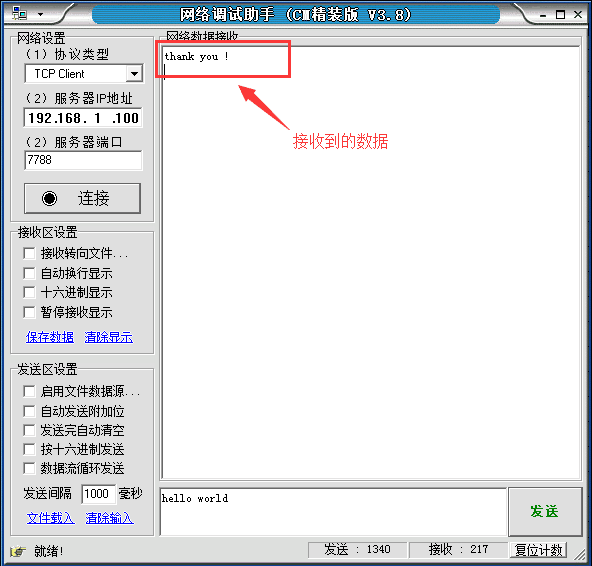 网络调试助手 (CM精装版 V3.8)
网络设置
(1) 协议类型
TCP Client
(2) 服务器IP地址
192.168. 1 .100
(2) 服务器端口
7788
连接
接收区设置
接收转向文件...
自动换行显示
十六进制显示
暂停接收显示
保存数据 清除显示
发送区设置
启用文件数据源...
自动发送附加位
发送完自动清空
按十六进制发送
数据流循环发送
发送间隔 1000 毫秒
文件载入 清除输入
网络数据接收
thank you !
接收到的数据
hello world
发送
就绪!
发送 : 1340
接收 : 217
复位计数